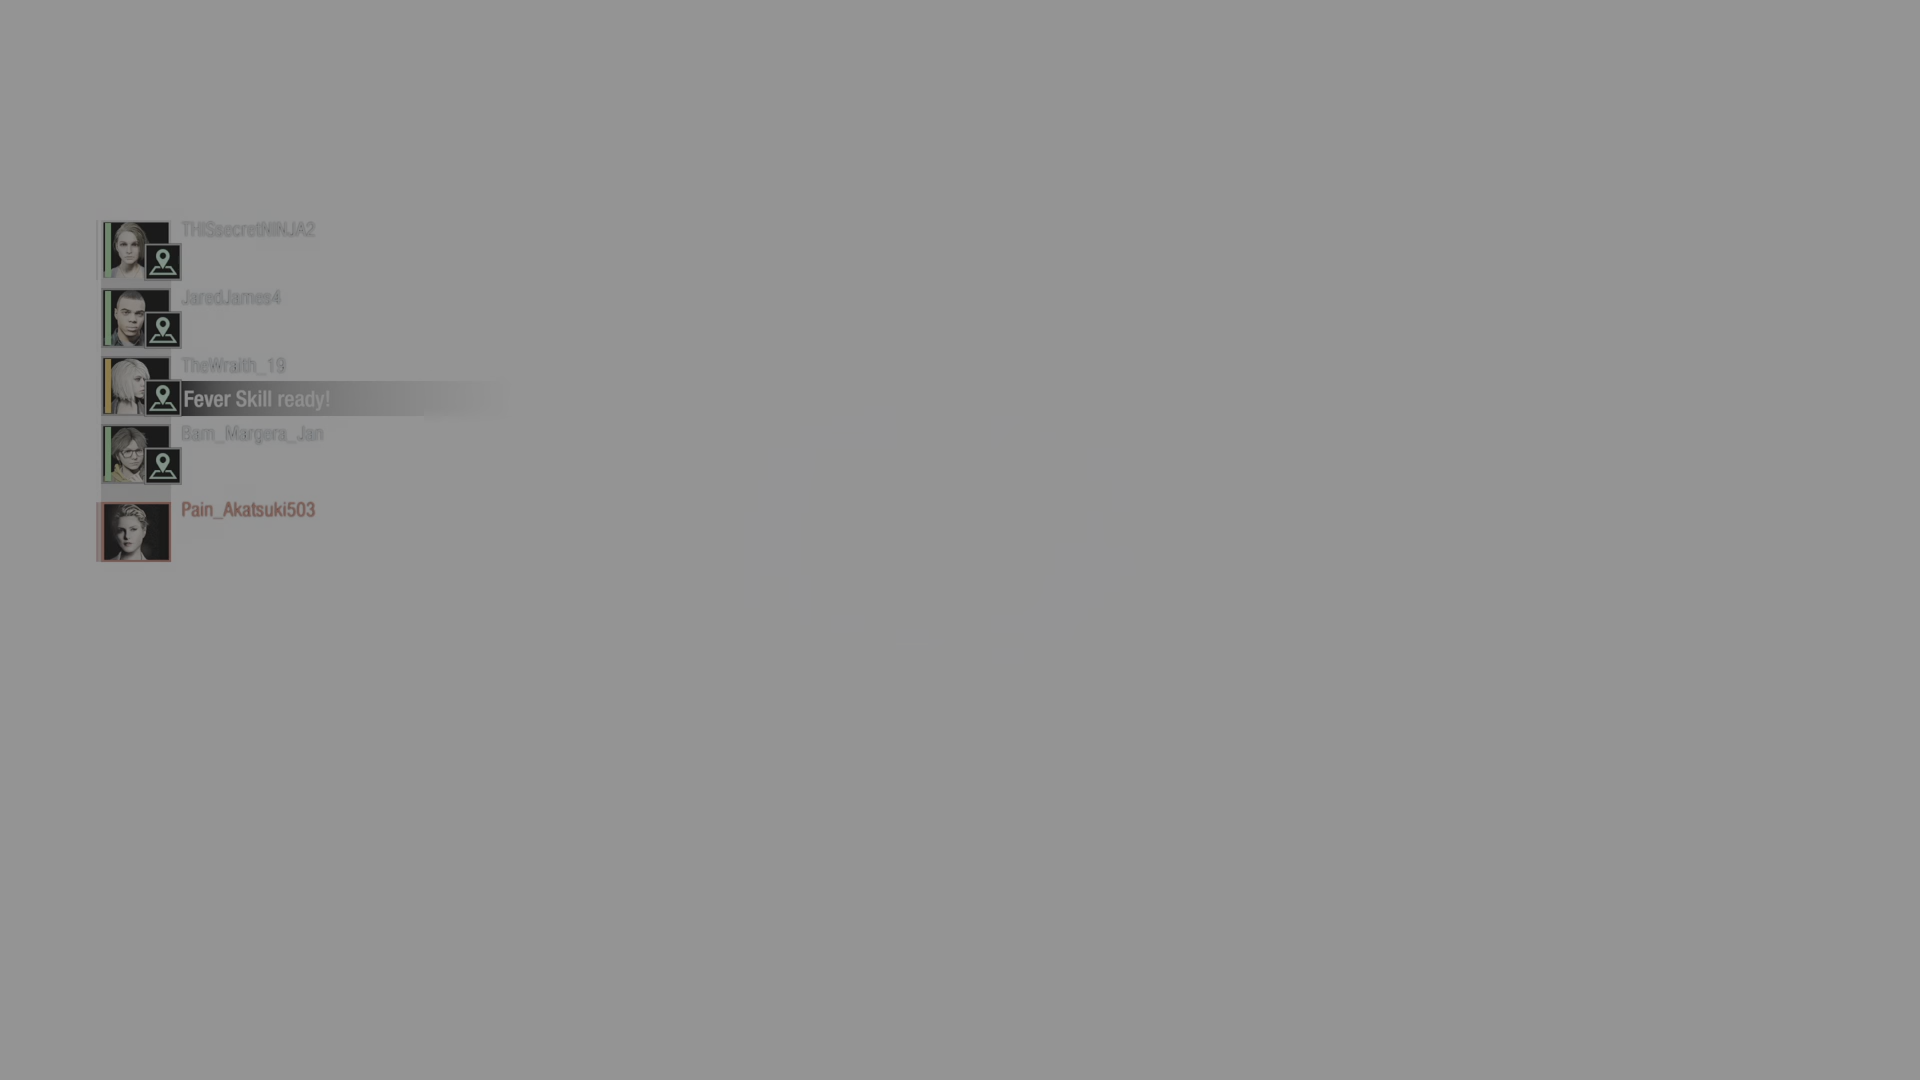 THISsecretNINJA2
JaredJames4
TheWraith_19
Fever Skill ready!
Bam_Margera_Jan
Pain_Akatsuki503